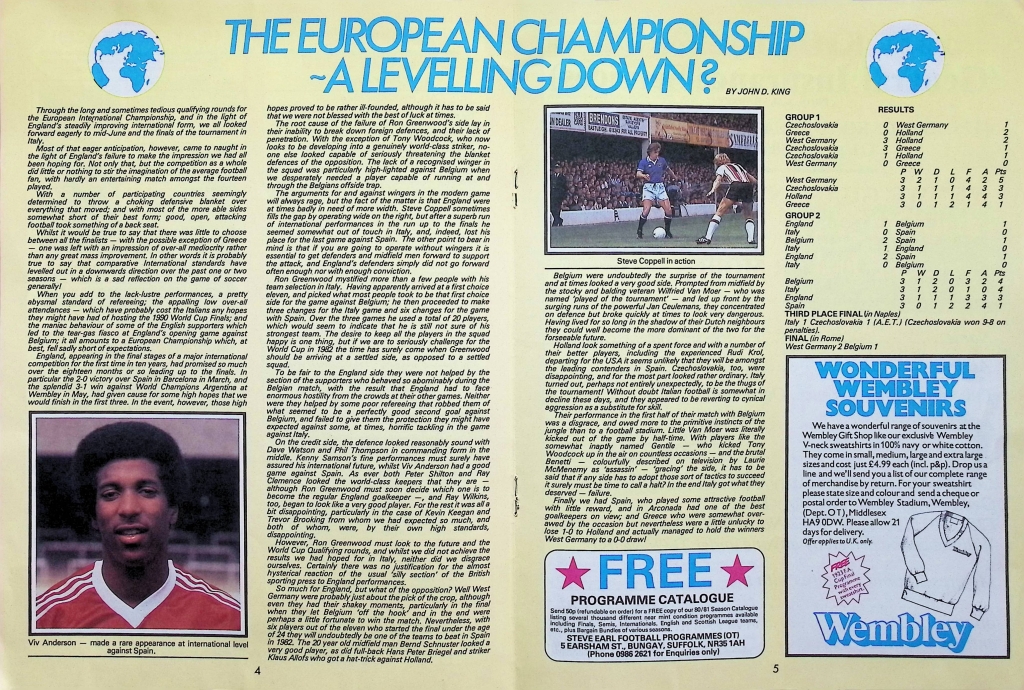 THE EUROPEAN CHAMPIONSHIP
~A LEVELLING DOWN?
BY JOHN D. KING
Through the long and sometimes tedious qualifying rounds for
the European International Championship, and in the light of
England's steadily improving international form, we all looked
forward eagerly to mid-June and the finals of the tournament in
Italy.
Most of that eager anticipation, however, came to naught in
the light of England's failure to make the impression we had all
been hoping for. Not only that, but the competition as a whole
did little or nothing to stir the imagination of the average football
fan, with hardly an entertaining match amongst the fourteen
played.
With a number of participating countries seemingly
determined to throw a choking defensive blanket over
everything that moved; and with most of the more able sides
somewhat short of their best form; good, open, attacking
football took something of a back seat.
Whilst it would be true to say that there was little to choose
between all the finalists — with the possible exception of Greece
— one was left with an impression of over-all mediocrity rather
than any great mass improvement. In other words it is probably
true to say that comparative International standards have
levelled out in a downwards direction over the past one or two
seasons — which is a sad reflection on the game of soccer
generally!
When you add to the lack-lustre performances, a pretty
abysmal standard of refereeing; the appalling low over-all
attendances — which have probably cost the Italians any hopes
they might have had of hosting the 1990 World Cup Finals; and
the maniac behaviour of some of the English supporters which
led to the tear-gas fiasco at England's opening game against
Belgium; it all amounts to a European Championship which, at
best, fell sadly short of expectations.
England, appearing in the final stages of a major international
competition for the first time in ten years, had promised so much
over the eighteen months or so leading up to the finals. In
particular the 2-0 victory over Spain in Barcelona in March, and
the splendid 3-1 win against World Champions Argentina at
Wembley in May, had given cause for some high hopes that we
would finish in the first three. In the event, however, those high
Viv Anderson — made a rare appearance at international level
against Spain.
4
hopes proved to be rather ill-founded, although it has to be said
that we were not blessed with the best of luck at times.
The root cause of the failure of Ron Greenwood's side lay in
their inability to break down foreign defences, and their lack of
penetration. With the exception of Tony Woodcock, who now
looks to be developing into a genuinely world-class striker, no-
one else looked capable of seriously threatening the blanket
defences of the opposition. The lack of a recognised winger in
the squad was particularly high-lighted against Belgium when
we desperately needed a player capable of running at and
through the Belgians offside trap.
The arguments for and against wingers in the modern game
will always rage, but the fact of the matter is that England were
at times badly in need of more width. Steve Coppell sometimes
fills the gap by operating wide on the right, but after a superb run
of international performances in the run up to the finals he
seemed somewhat out of touch in Italy, and, indeed, lost his
place for the last game against Spain. The other point to bear in
mind is that if you are going to operate without wingers it is
essential to get defenders and midfield men forward to support
the attack, and England's defenders simply did not go forward
often enough nor with enough conviction.
Ron Greenwood mystified more than a few people with his
team selection in Italy. Having apparently arrived at a first choice
eleven, and picked what most people took to be that first choice
side for the game against Belgium; he then proceeded to make
three changes for the Italy game and six changes for the game
with Spain. Over the three games he used a total of 20 players,
which would seem to indicate that he is still not sure of his
strongest team. The desire to keep all the players in the squad
happy is one thing, but if we are to seriously challenge for the
World Cup in 1982 the time has surely come when Greenwood
should be arriving at a settled side, as opposed to a settled
squad.
To be fair to the England side they were not helped by the
section of the supporters who behaved so abominably during the
Belgian match, with the result that England had to face
enormous hostility from the crowds at their other games. Neither
were they helped by some poor refereeing that robbed them of
what seemed to be a perfectly good second goal against
Belgium, and failed to give them the protection they might have
expected against some, at times, horrific tackling in the game
against Italy.
On the credit side, the defence looked reasonably sound with
Dave Watson and Phil Thompson in commanding form in the
middle. Kenny Samson's fine performances must surely have
assured his international future, whilst Viv Anderson had a good
game against Spain. As ever both Peter Shilton and Ray
Clemence looked the world-class keepers that they are —
although Ron Greenwood must soon decide which one is to
become the regular England goalkeeper —, and Ray Wilkins,
too, began to look like a very good player. For the rest it was all a
bit disappointing, particularly in the case of Kevin Keegan and
Trevor Brooking from whom we had expected so much, and
both of whom, were, by their own high standards,
disappointing.
However, Ron Greenwood must look to the future and the
World Cup Qualifying rounds, and whilst we did not achieve the
results we had hoped for in Italy, neither did we disgrace
ourselves. Certainly there was no justification for the almost
hysterical reaction of the usual 'silly section' of the British
sporting press to England performances.
So much for England, but what of the opposition? Well West
Germany were probably just about the pick of the crop, although
even they had their shakey moments, particularly in the final
when they let Belgium 'off the hook' and in the end were
perhaps a little fortunate to win the match. Nevertheless, with
six players out of the eleven who started the final under the age
of 24 they will undoubtedly be one of the teams to beat in Spain
in 1982. The 20 year old midfield man Bernd Schnuster looked a
very good player, as did full-back Hans Peter Briegel and striker
Klaus Allofs who got a hat-trick against Holland.
BRENDONS
Steve Coppell in action
Belgium were undoubtedly the surprise of the tournament
and at times looked a very good side. Prompted from midfield by
the stocky and balding veteran Wilfried Van Moer — who was
named 'played of the tournament' — and led up front by the
surging runs of the powerful Jan Ceulemans, they concentrated
on defence but broke quickly at times to look very dangerous.
Having lived for so long in the shadow of their Dutch neighbours
they could well become the more dominant of the two for the
forseeable future.
Holland look something of a spent force and with a number of
their better players, including the experienced Rudi Krol,
departing for the USA it seems unlikely that they will be amongst
the leading contenders in Spain. Czechoslovakia, too, were
disappointing, and for the most part looked rather ordinary. Italy
turned out, perhaps not entirely unexpectedly, to be the thugs of
the tournament! Without doubt Italian football is somewhat in
decline these days, and they appeared to be reverting to cynical
aggression as a substitute for skill.
Their performance in the first half of their match with Belgium
was a disgrace, and owed more to the primitive instincts of the
jungle than to a football stadium. Little Van Moer was literally
kicked out of the game by half-time. With players like the
somewhat inaptly named Gentile — who kicked Tony
Woodcock up in the air on countless occasions — and the brutal
Benetti — colourfully described on television by Laurie
McMenemy as 'assassin' — 'gracing' the side, it has to be
said that if any side has to adopt those sort of tactics to succeed
it surely must be time to call a halt? In the end Italy got what they
deserved — failure.
Finally we had Spain, who played some attractive football
with little reward, and in Arconada had one of the best
goalkeepers on view; and Greece who were somewhat over-
awed by the occasion but nevertheless were a little unlucky to
lose 1-0 to Holland and actually managed to hold the winners
West Germany to a 0-0 draw!
FREE
PROGRAMME CATALOGUE
Send 50p (refundable on order) for a FREE copy of our 80/81 Season Catalogue
listing several thousand different near mint condition programmes available
including Finals, Semis, Internationals. English and Scottish League teams,
etc., plus Bargain Bundles of various seasons.
STEVE EARL FOOTBALL PROGRAMMES (OT)
5 EARSHAM ST., BUNGAY, SUFFOLK, NR35 1AH
(Phone 0986 2621 for Enquiries only)
5
RESULTS
GROUP 1
Czechoslovakia 0 West Germany 1
Greece 0 Holland 1
West Germany 3 Holland 2
Czechoslovakia 3 Greece 1
Czechoslovakia 1 Holland 1
West Germany 0 Greece 0
P W D L F A Pts
West Germany 3 2 1 0 4 2 5
Czechoslovakia 3 1 1 1 4 3 3
Holland 3 1 1 1 4 4 3
Greece 3 0 1 2 1 4 1
GROUP 2
England 1 Belgium 1
Italy 0 Spain 0
Belgium 2 Spain 1
Italy 1 England 0
England 2 Spain 1
Italy 0 Belgium 0
P W D L F A Pts
Belgium 3 1 2 0 3 2 4
Italy 3 1 2 0 1 0 4
England 3 1 1 1 3 3 3
Spain 3 0 1 2 2 4 1
THIRD PLACE FINAL (in Naples)
Italy 1 Czechoslovakia 1 (A.E.T.) (Czechoslovakia won 9-8 on
penalties).
FINAL (in Rome)
West Germany 2 Belgium 1
WONDERFUL
WEMBLEY
SOUVENIRS
We have a wonderful range of souvenirs at the
Wembley Gift Shop like our exclusive Wembley
V-neck sweatshirts in 100% navy or white cotton.
They come in small, medium, large and extra large
sizes and cost just £4.99 each (incl. p&p). Drop us a
line and we'll send you a list of our complete range
of merchandise by return. For your sweatshirt
please state size and colour and send a cheque or
postal order to Wembley Stadium, Wembley,
(Dept. OT), Middlesex
HA9 0DW. Please allow 21
days for delivery.
Offer applies to U.K. only.
FREE
Cup Final
Programme
with every
sweatshirt
Wembley